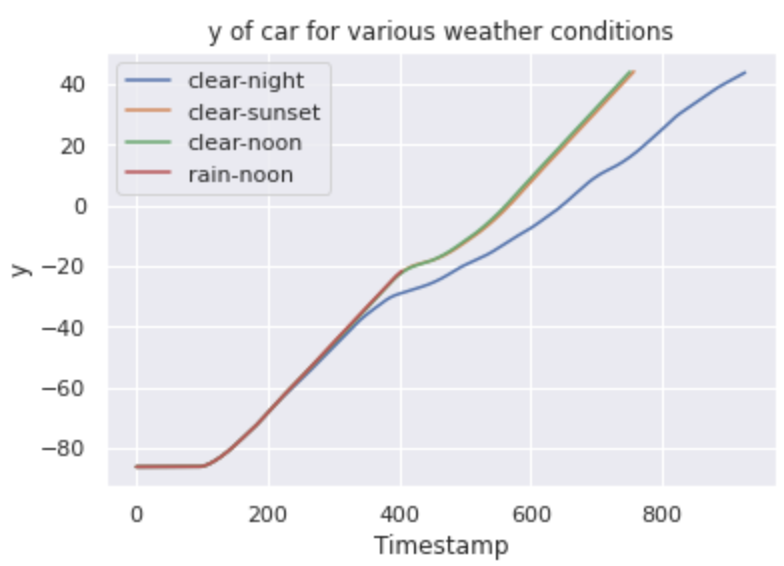 y of car for various weather conditions
clear-night
clear-sunset
clear-noon
rain-noon
40
20
0
−20
−40
−60
−80
y
0 200 400 600 800
Timestamp